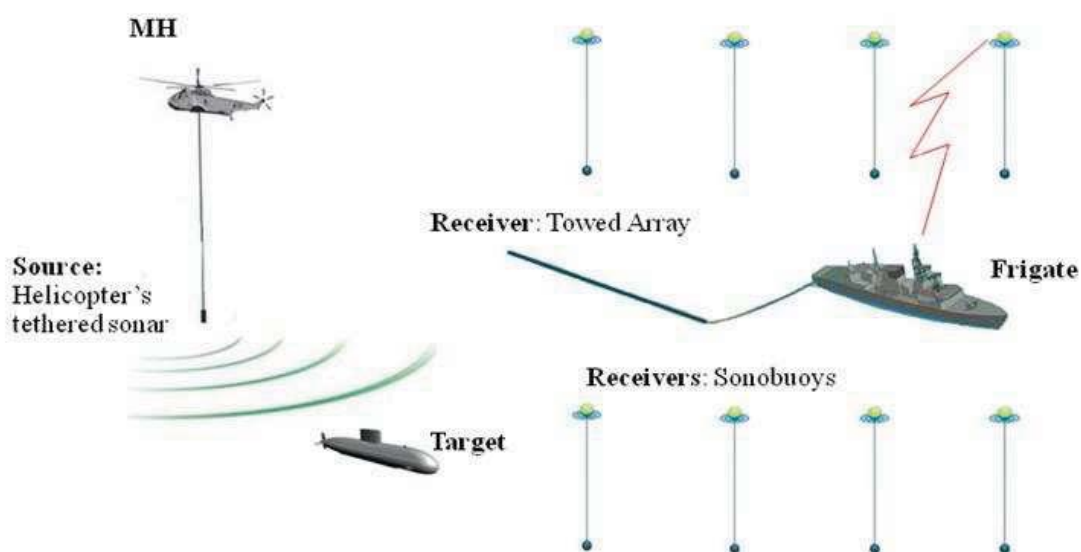 MH
Receiver: Towed Array
Source:
Helicopter’s
tethered sonar
Frigate
Receivers: Sonobuoys
Target